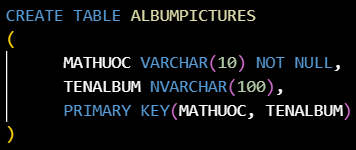 CREATE TABLE ALBUMPICTURES
(
MATHUOC VARCHAR(10) NOT NULL,
TENALBUM NVARCHAR(100),
PRIMARY KEY(MATHUOC, TENALBUM)
)